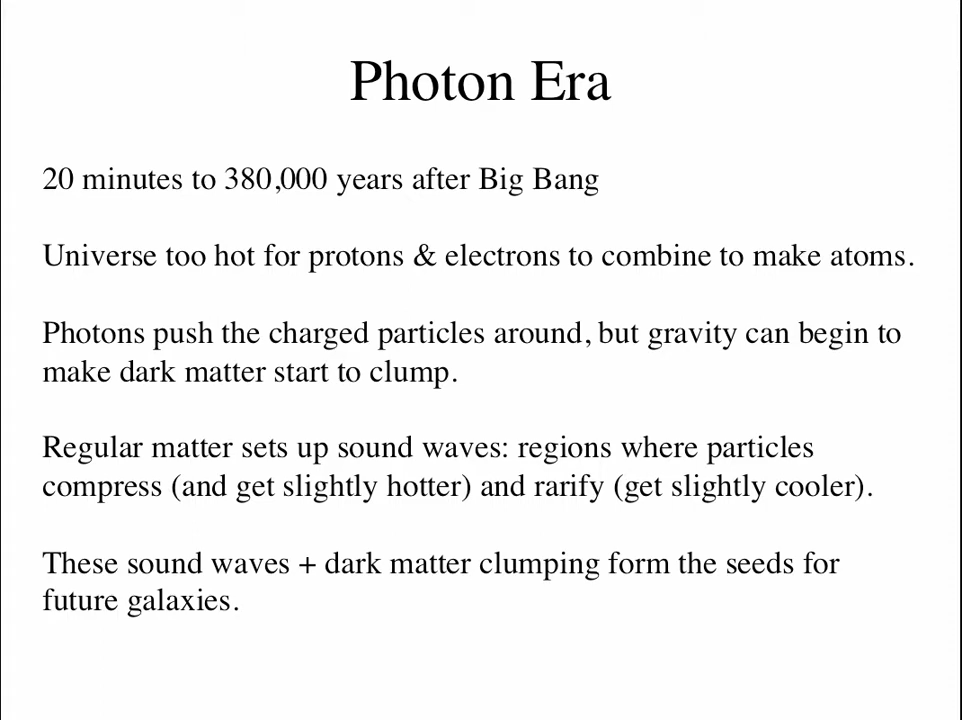 Photon Era
20 minutes to 380,000 years after Big Bang
Universe too hot for protons & electrons to combine to make atoms.
Photons push the charged particles around, but gravity can begin to
make dark matter start to clump.
Regular matter sets up sound waves: regions where particles
compress (and get slightly hotter) and rarify (get slightly cooler).
These sound waves + dark matter clumping form the seeds for
future galaxies.